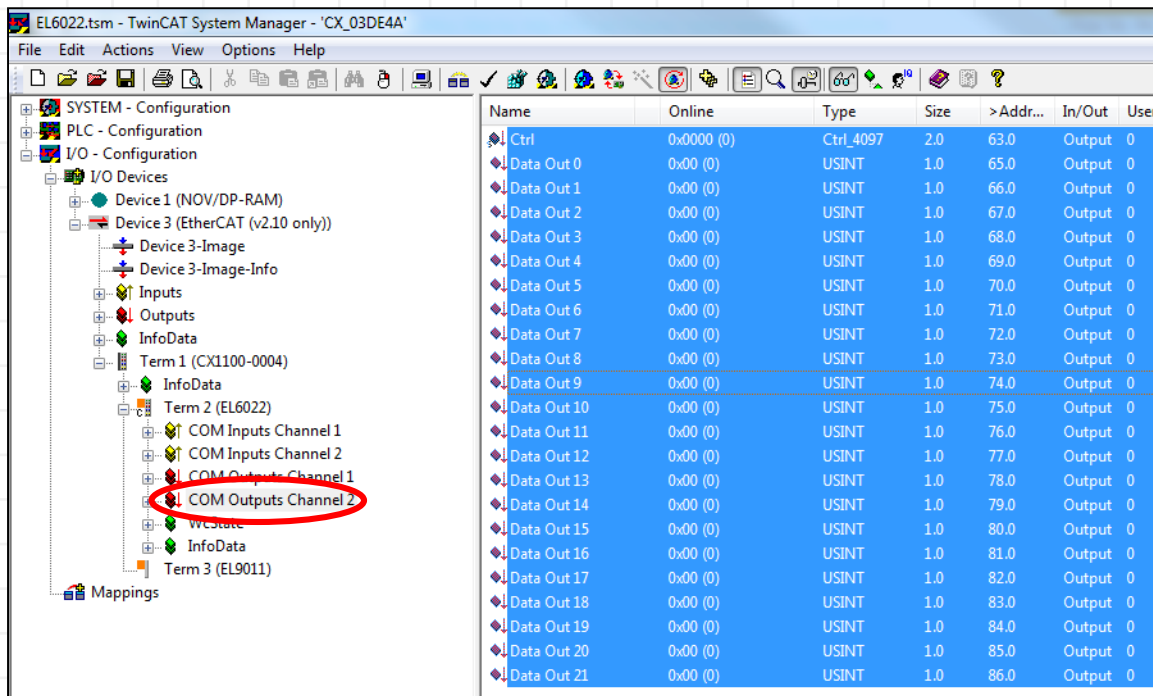 EL6022.tsm - TwinCAT System Manager - 'CX_03DE4A'
File Edit Actions View Options Help
SYSTEM - Configuration
PLC - Configuration
I/O - Configuration
I/O Devices
Device 1 (NOV/DP-RAM)
Device 3 (EtherCAT (v2.10 only))
Device 3-Image
Device 3-Image-Info
Inputs
Outputs
InfoData
Term 1 (CX1100-0004)
InfoData
Term 2 (EL6022)
COM Inputs Channel 1
COM Inputs Channel 2
COM Outputs Channel 1
COM Outputs Channel 2
WcState
InfoData
Term 3 (EL9011)
Mappings
Name Online Type Size >Addr... In/Out Use
Ctrl 0x0000 (0) Ctrl_4097 2.0 63.0 Output 0
Data Out 0 0x00 (0) USINT 1.0 65.0 Output 0
Data Out 1 0x00 (0) USINT 1.0 66.0 Output 0
Data Out 2 0x00 (0) USINT 1.0 67.0 Output 0
Data Out 3 0x00 (0) USINT 1.0 68.0 Output 0
Data Out 4 0x00 (0) USINT 1.0 69.0 Output 0
Data Out 5 0x00 (0) USINT 1.0 70.0 Output 0
Data Out 6 0x00 (0) USINT 1.0 71.0 Output 0
Data Out 7 0x00 (0) USINT 1.0 72.0 Output 0
Data Out 8 0x00 (0) USINT 1.0 73.0 Output 0
Data Out 9 0x00 (0) USINT 1.0 74.0 Output 0
Data Out 10 0x00 (0) USINT 1.0 75.0 Output 0
Data Out 11 0x00 (0) USINT 1.0 76.0 Output 0
Data Out 12 0x00 (0) USINT 1.0 77.0 Output 0
Data Out 13 0x00 (0) USINT 1.0 78.0 Output 0
Data Out 14 0x00 (0) USINT 1.0 79.0 Output 0
Data Out 15 0x00 (0) USINT 1.0 80.0 Output 0
Data Out 16 0x00 (0) USINT 1.0 81.0 Output 0
Data Out 17 0x00 (0) USINT 1.0 82.0 Output 0
Data Out 18 0x00 (0) USINT 1.0 83.0 Output 0
Data Out 19 0x00 (0) USINT 1.0 84.0 Output 0
Data Out 20 0x00 (0) USINT 1.0 85.0 Output 0
Data Out 21 0x00 (0) USINT 1.0 86.0 Output 0